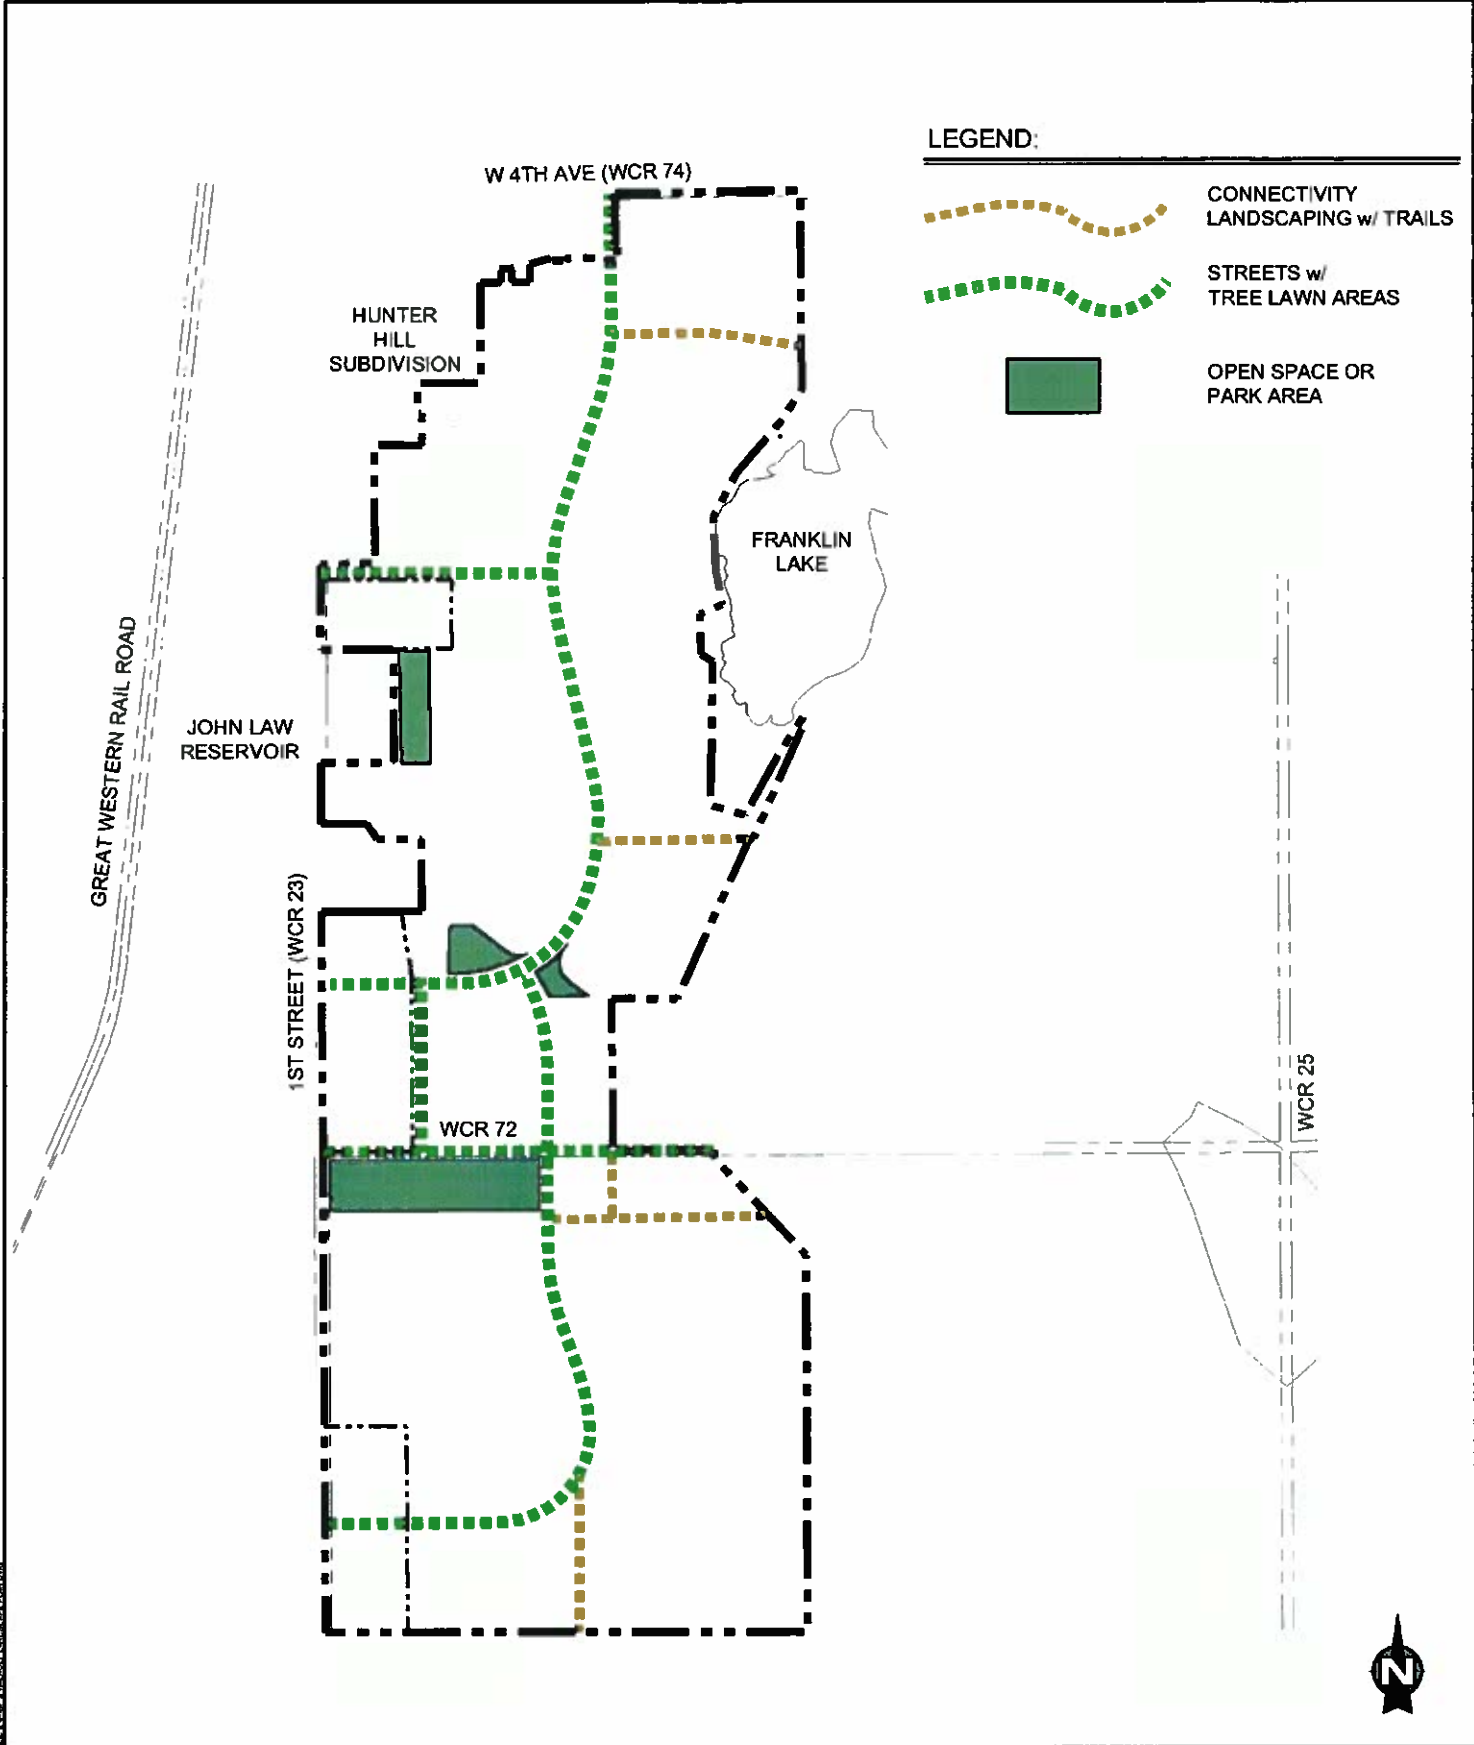 LEGEND:
W 4TH AVE (WCR 74)
CONNECTIVITY
LANDSCAPING w/ TRAILS
STREETS w/
TREE LAWN AREAS
HUNTER
HILL
SUBDIVISION
OPEN SPACE OR
PARK AREA
FRANKLIN
LAKE
GREAT WESTERN RAIL ROAD
JOHN LAW
RESERVOIR
1ST STREET (WCR 23)
WCR 72
WCR 25
N